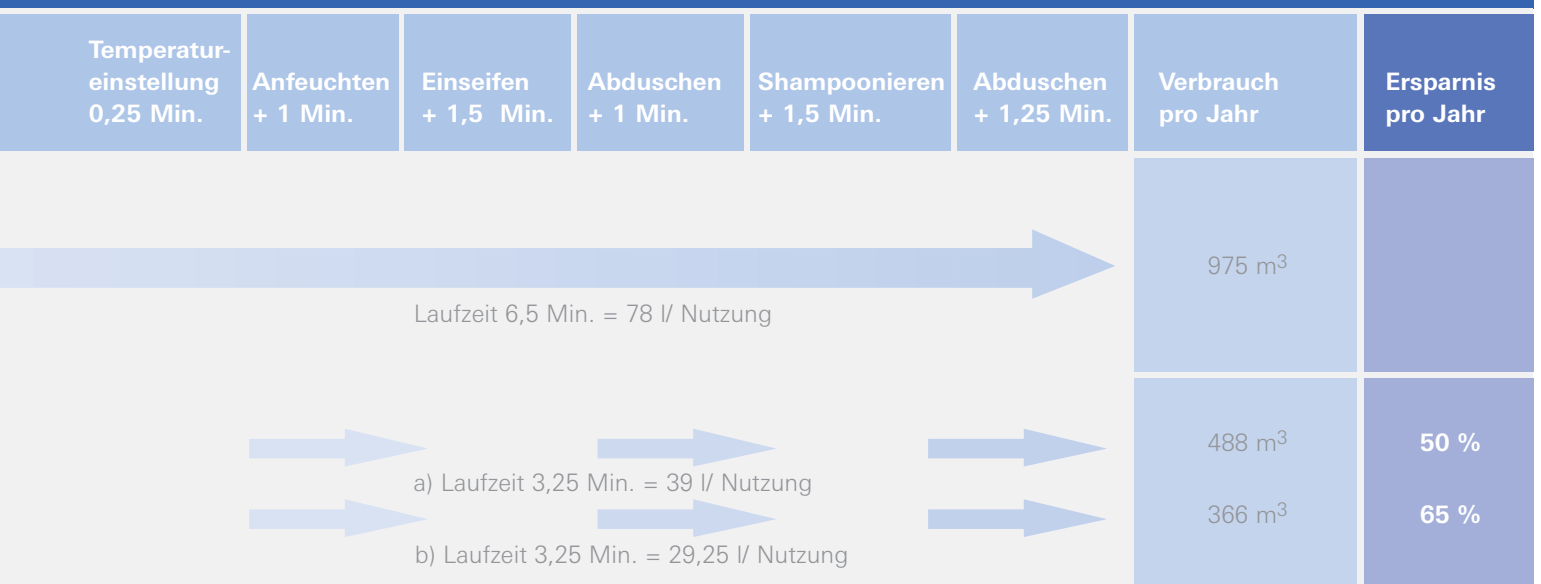 Temperatur-
einstellung
0,25 Min.
Anfeuchten
+ 1 Min.
Einseifen
+ 1,5 Min.
Abduschen
+ 1 Min.
Shampoonieren
+ 1,5 Min.
Abduschen
+ 1,25 Min.
Verbrauch
pro Jahr
Ersparnis
pro Jahr
975 m³
Laufzeit 6,5 Min. = 78 l/ Nutzung
488 m³
50 %
a) Laufzeit 3,25 Min. = 39 l/ Nutzung
366 m³
65 %
b) Laufzeit 3,25 Min. = 29,25 l/ Nutzung